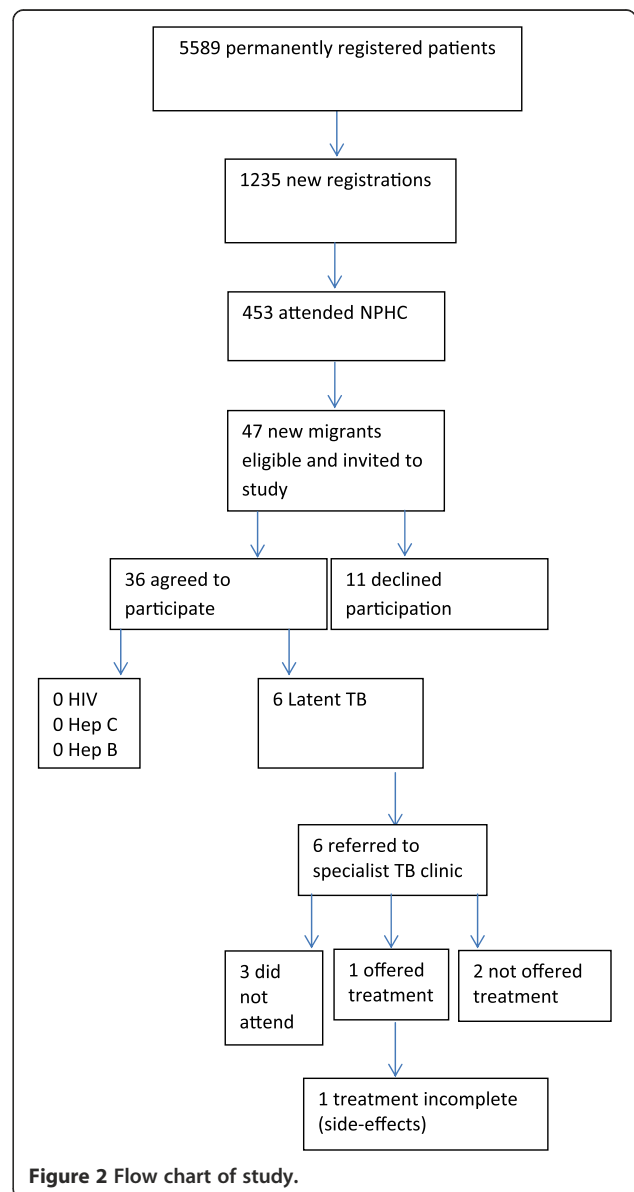 5589 permanently registered patients
1235 new registrations
453 attended NPHC
47 new migrants
eligible and invited to
study
36 agreed to
participate
11 declined
participation
0 HIV
0 Hep C
0 Hep B
6 Latent TB
6 referred to
specialist TB clinic
3 did
not
attend
1 offered
treatment
2 not offered
treatment
1 treatment incomplete
(side-effects)
Figure 2 Flow chart of study.